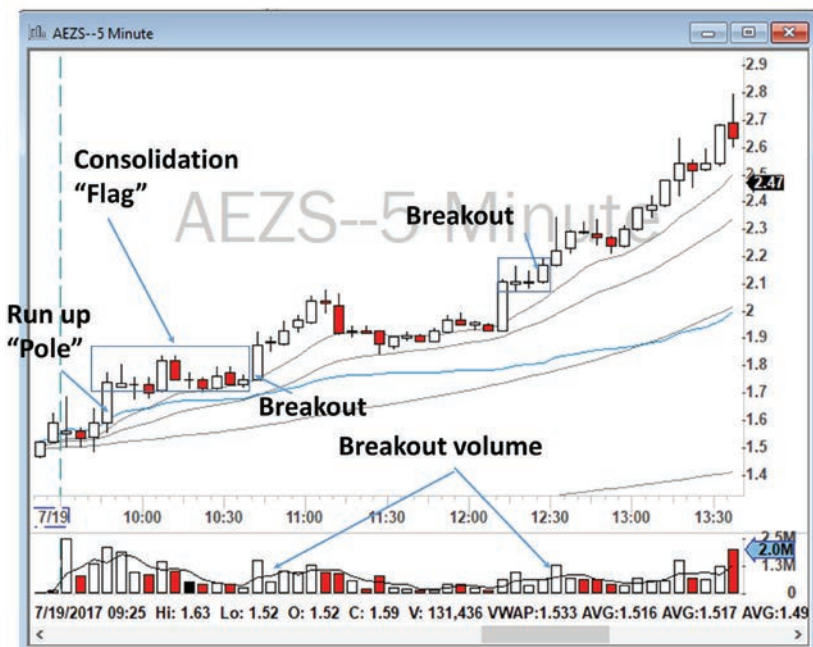 AEZS--5 Minute
2.9
2.8
2.7
2.6
2.5
2.47
2.4
2.3
2.2
2.1
2
1.9
1.8
1.7
1.6
1.5
1.4
Consolidation
“Flag”
AEZS--5 Minute
Breakout
Run up
“Pole”
Breakout
Breakout volume
7/19 10:00 10:30 11:00 11:30 12:00 12:30 13:00 13:30
2.5M
2.0M
1.3M
0
7/19/2017 09:25 Hi: 1.63 Lo: 1.52 O: 1.52 C: 1.59 V: 131,436 VWAP:1.533 AVG:1.516 AVG:1.517 AVG:1.49